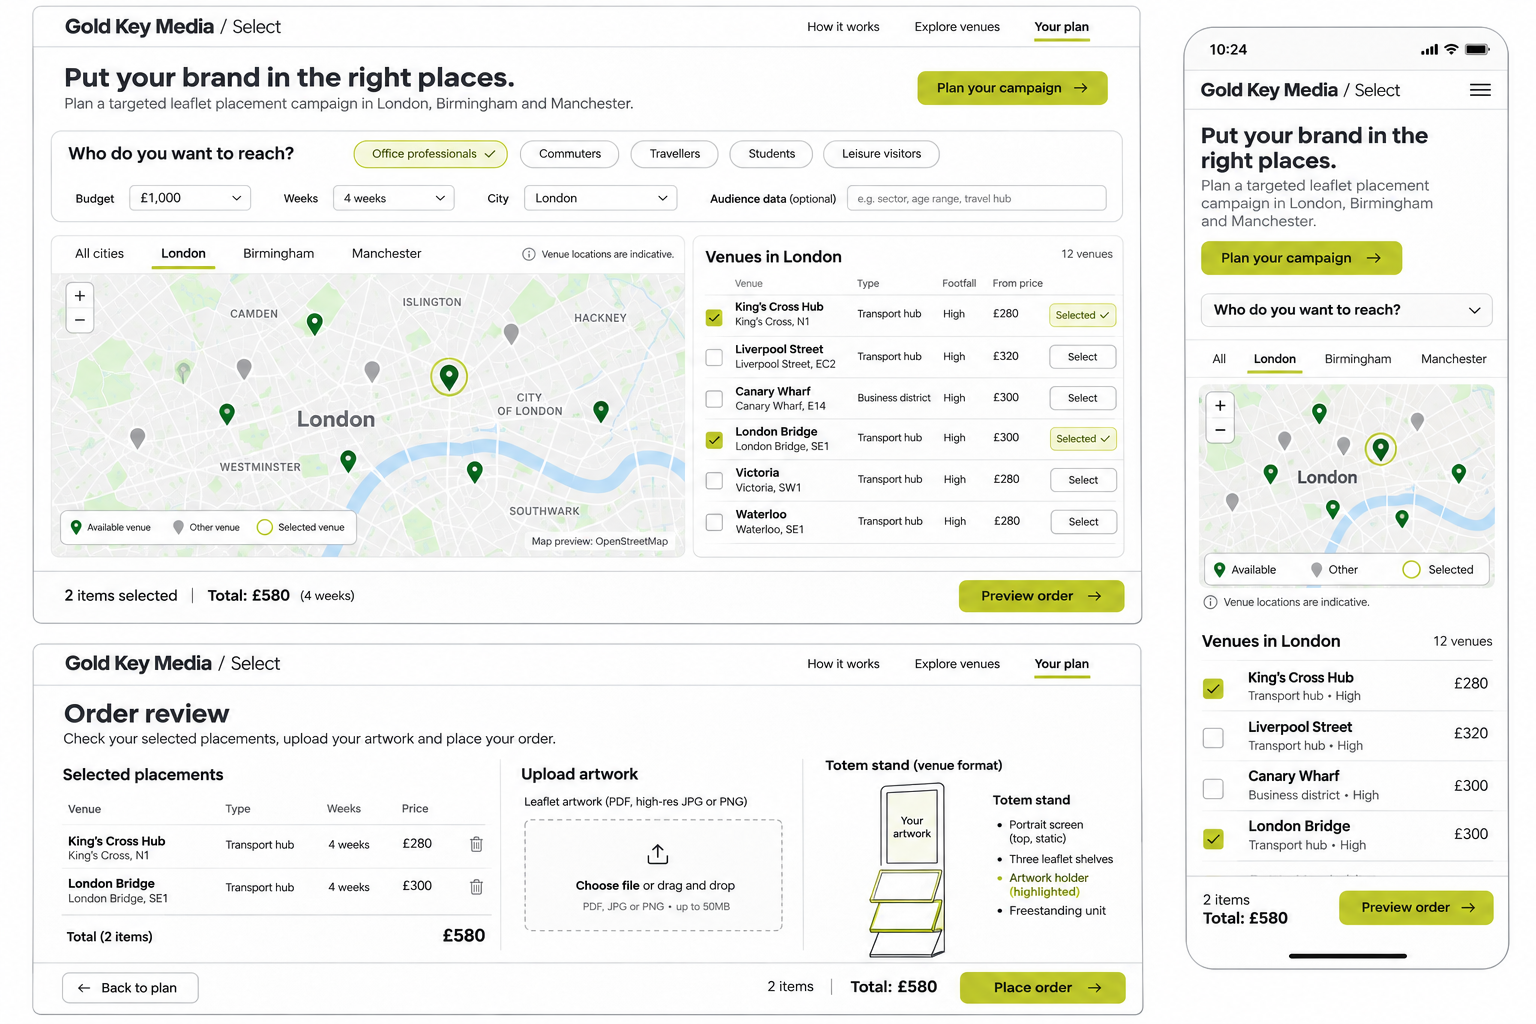 Gold Key Media / Select
How it works
Explore venues
Your plan
Put your brand in the right places.
Plan a targeted leaflet placement campaign in London, Birmingham and Manchester.
Plan your campaign →
Who do you want to reach?
Office professionals ✓
Commuters
Travellers
Students
Leisure visitors
Budget
£1,000
Weeks
4 weeks
City
London
Audience data (optional)
e.g. sector, age range, travel hub
All cities
London
Birmingham
Manchester
Venue locations are indicative.
+
−
CAMDEN
ISLINGTON
HACKNEY
CITY
OF LONDON
London
WESTMINSTER
SOUTHWARK
Available venue
Other venue
Selected venue
Map preview: OpenStreetMap
Venues in London
12 venues
Venue
Type
Footfall
From price
King's Cross Hub
King's Cross, N1
Transport hub
High
£280
Selected ✓
Liverpool Street
Liverpool Street, EC2
Transport hub
High
£320
Select
Canary Wharf
Canary Wharf, E14
Business district
High
£300
Select
London Bridge
London Bridge, SE1
Transport hub
High
£300
Selected ✓
Victoria
Victoria, SW1
Transport hub
High
£280
Select
Waterloo
Waterloo, SE1
Transport hub
High
£280
Select
2 items selected
Total: £580 (4 weeks)
Preview order →
Gold Key Media / Select
How it works
Explore venues
Your plan
Order review
Check your selected placements, upload your artwork and place your order.
Selected placements
Venue
Type
Weeks
Price
King's Cross Hub
King's Cross, N1
Transport hub
4 weeks
£280
London Bridge
London Bridge, SE1
Transport hub
4 weeks
£300
Total (2 items)
£580
Upload artwork
Leaflet artwork (PDF, high-res JPG or PNG)
Choose file or drag and drop
PDF, JPG or PNG • up to 50MB
Totem stand (venue format)
Your
artwork
Totem stand
• Portrait screen
(top, static)
• Three leaflet shelves
• Artwork holder
(highlighted)
• Freestanding unit
← Back to plan
2 items
Total: £580
Place order →
10:24
Gold Key Media / Select
Put your brand in the
right places.
Plan a targeted leaflet placement
campaign in London, Birmingham
and Manchester.
Plan your campaign →
Who do you want to reach?
All
London
Birmingham
Manchester
+
−
London
Available
Other
Selected
Venue locations are indicative.
Venues in London
12 venues
King's Cross Hub
Transport hub • High
£280
Liverpool Street
Transport hub • High
£320
Canary Wharf
Business district • High
£300
London Bridge
Transport hub • High
£300
2 items
Total: £580
Preview order →